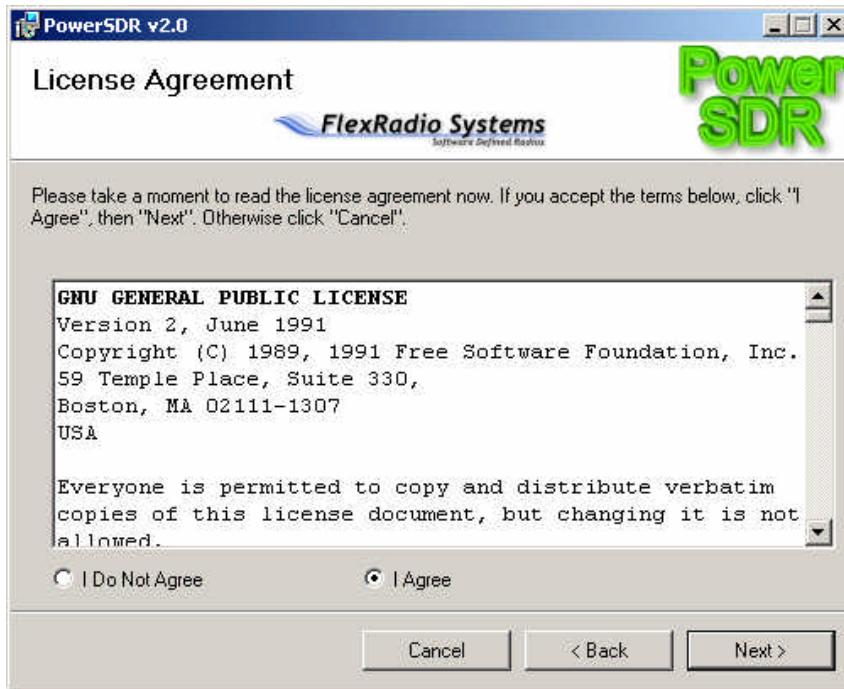 PowerSDR v2.0
License Agreement
FlexRadio Systems
Software Defined Radios
Power
SDR
Please take a moment to read the license agreement now. If you accept the terms below, click "I
Agree", then "Next". Otherwise click "Cancel".
GNU GENERAL PUBLIC LICENSE
Version 2, June 1991
Copyright (C) 1989, 1991 Free Software Foundation, Inc.
59 Temple Place, Suite 330,
Boston, MA 02111-1307
USA
Everyone is permitted to copy and distribute verbatim
copies of this license document, but changing it is not
allowed.
I Do Not Agree
I Agree
Cancel
< Back
Next >